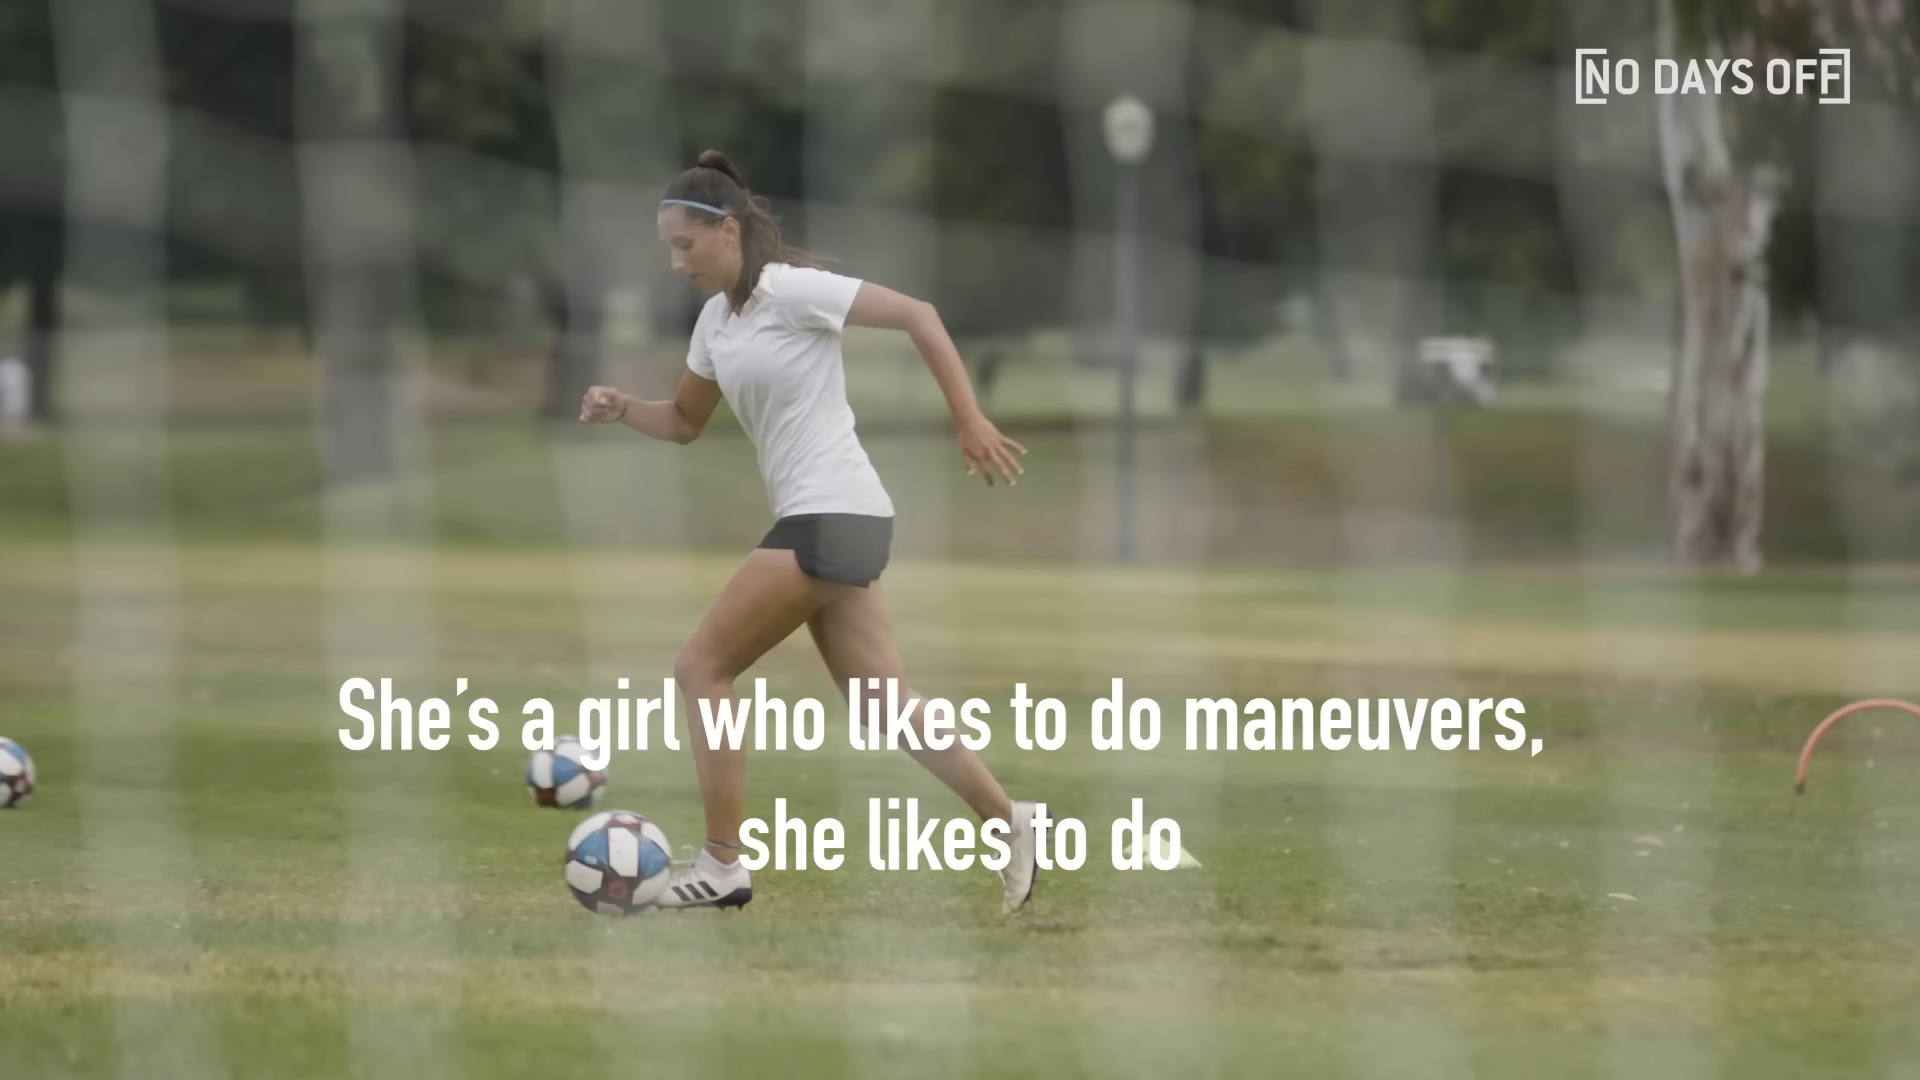 [NO DAYS OFF]
She's a girl who likes to do maneuvers,
she likes to do